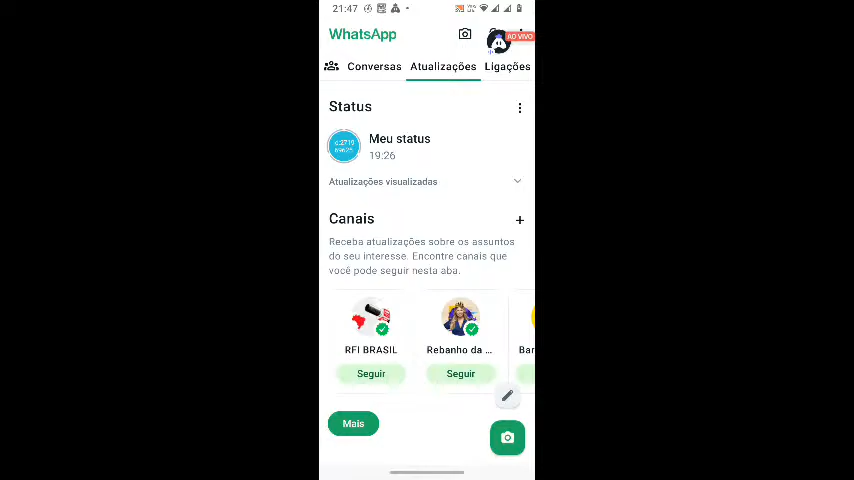 21:47
AO VIVO
WhatsApp
Conversas Atualizações Ligações
Status
Meu status
19:26
Atualizações visualizadas
Canais
Receba atualizações sobre os assuntos
do seu interesse. Encontre canais que
você pode seguir nesta aba.
RFI BRASIL Rebanho da ... Bar
Seguir Seguir
Mais